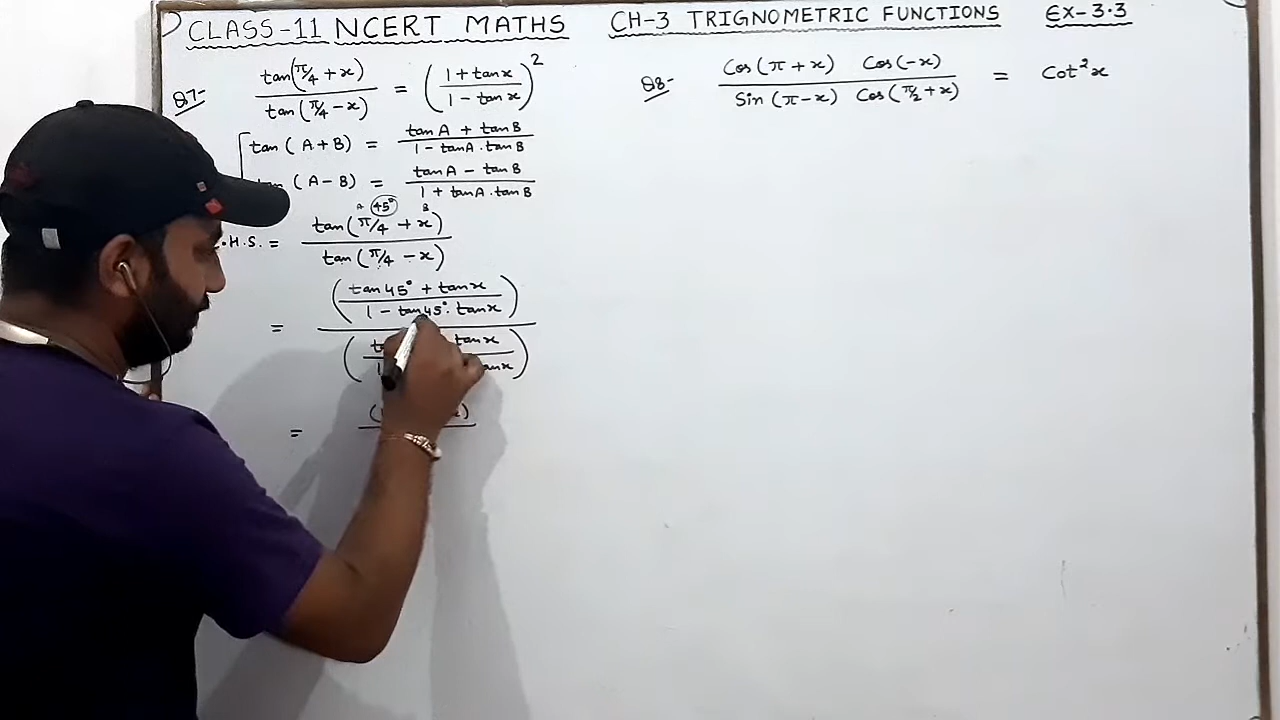 CLASS-11 NCERT MATHS CH-3 TRIGNOMETRIC FUNCTIONS EX-3.3
Q7- tan(π/4 + x) / tan(π/4 - x) = ((1 + tan x) / (1 - tan x))²
tan(A+B) = (tan A + tan B) / (1 - tan A . tan B)
(A-B) = (tan A - tan B) / (1 + tan A . tan B)
A 45° B
.H.S. = tan(π/4 + x) / tan(π/4 - x)
= ((tan 45° + tan x) / (1 - tan 45° . tan x)) / (( tan x) / ( tan x))
=
Q8- Cos(π+x) Cos(-x) / Sin(π-x) Cos(π/2+x) = Cot²x